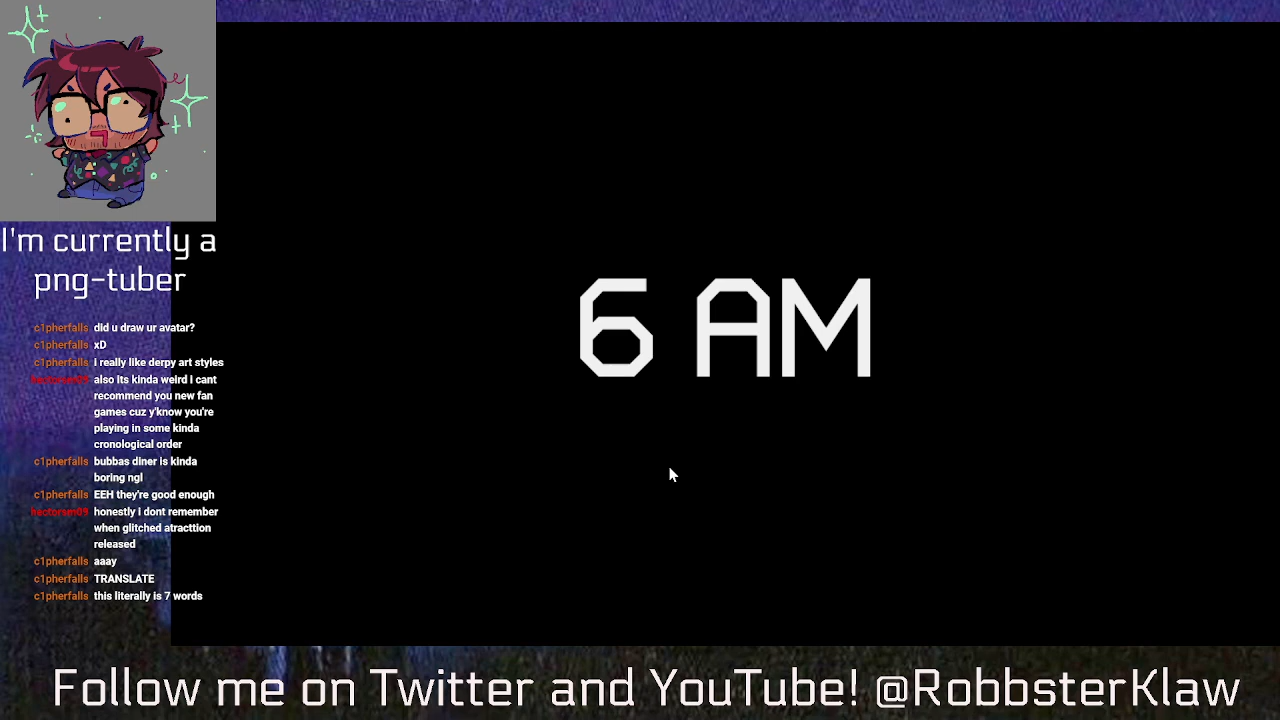 I'm currently a
png-tuber
6 AM
c1pherfalls did u draw ur avatar?
c1pherfalls xD
c1pherfalls i really like derpy art styles
hectorsm09 also its kinda weird i cant
recommend you new fan
games cuz y'know you're
playing in some kinda
cronological order
c1pherfalls bubbas diner is kinda
boring ngl
c1pherfalls EEH they're good enough
hectorsm09 honestly i dont remember
when glitched atracttion
released
c1pherfalls aaay
c1pherfalls TRANSLATE
c1pherfalls this literally is 7 words
Follow me on Twitter and YouTube! @RobbsterKlaw